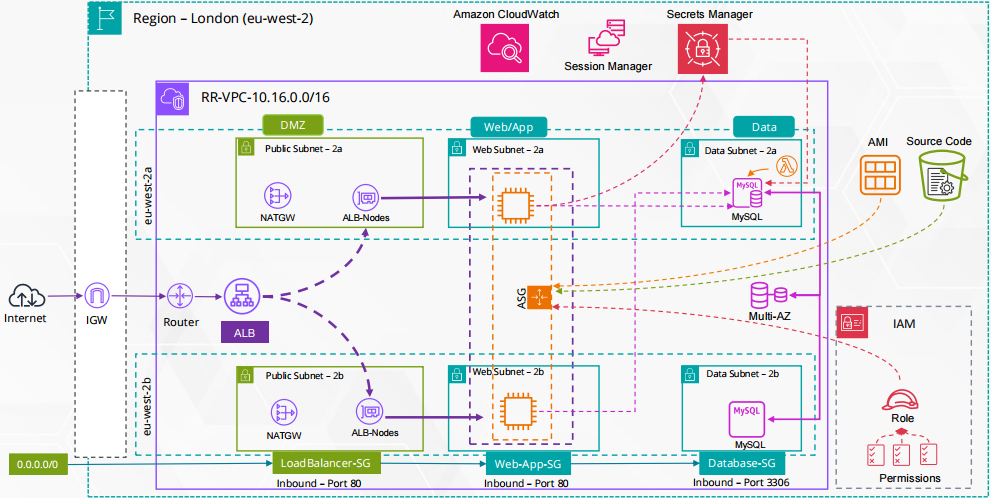 Region – London (eu-west-2)
Amazon CloudWatch
Session Manager
Secrets Manager
RR-VPC-10.16.0.0/16
DMZ
Web/App
Data
Public Subnet – 2a
Web Subnet – 2a
Data Subnet – 2a
AMI
Source Code
eu-west-2a
NATGW
ALB-Nodes
MySQL
MySQL
Internet
IGW
Router
ALB
ASG
Multi-AZ
IAM
eu-west-2b
Public Subnet – 2b
Web Subnet – 2b
Data Subnet – 2b
NATGW
ALB-Nodes
MySQL
MySQL
Role
Permissions
0.0.0.0/0
LoadBalancer-SG
Web-App-SG
Database-SG
Inbound – Port 80
Inbound – Port 80
Inbound – Port 3306